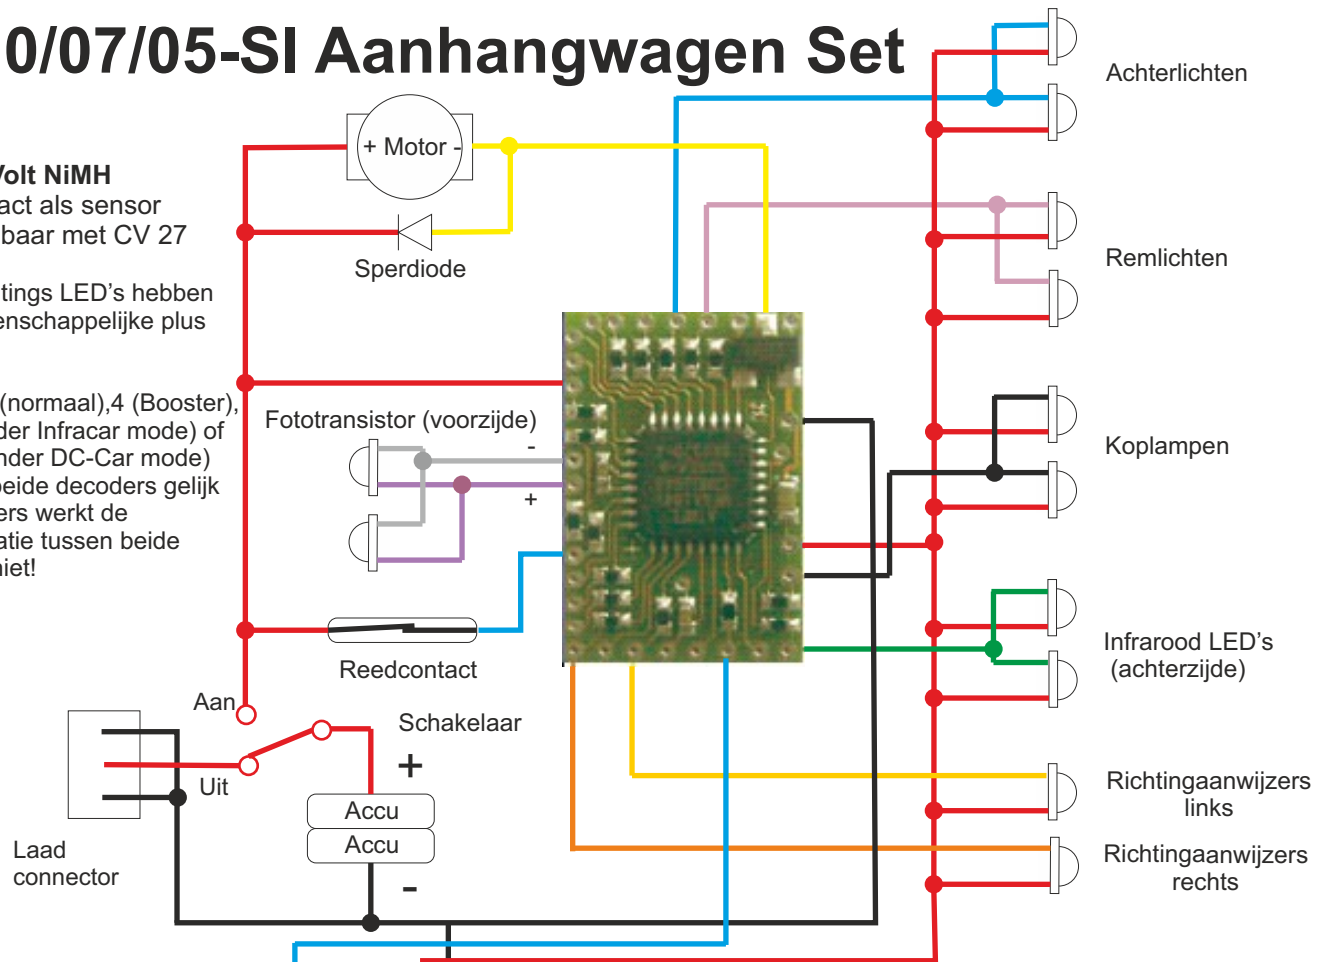 0/07/05-SI Aanhangwagen Set
Achterlichten
+ Motor -
Volt NiMH
act als sensor
baar met CV 27
Sperdiode
Remlichten
tings LED's hebben
enschappelijke plus
(normaal),4 (Booster),
der Infracar mode) of
nder DC-Car mode)
beide decoders gelijk
ers werkt de
atie tussen beide
niet!
Fototransistor (voorzijde)
-
+
Koplampen
Reedcontact
Infrarood LED's
(achterzijde)
Aan
Schakelaar
+
Uit
Accu
Accu
-
Laad
connector
Richtingaanwijzers
links
Richtingaanwijzers
rechts